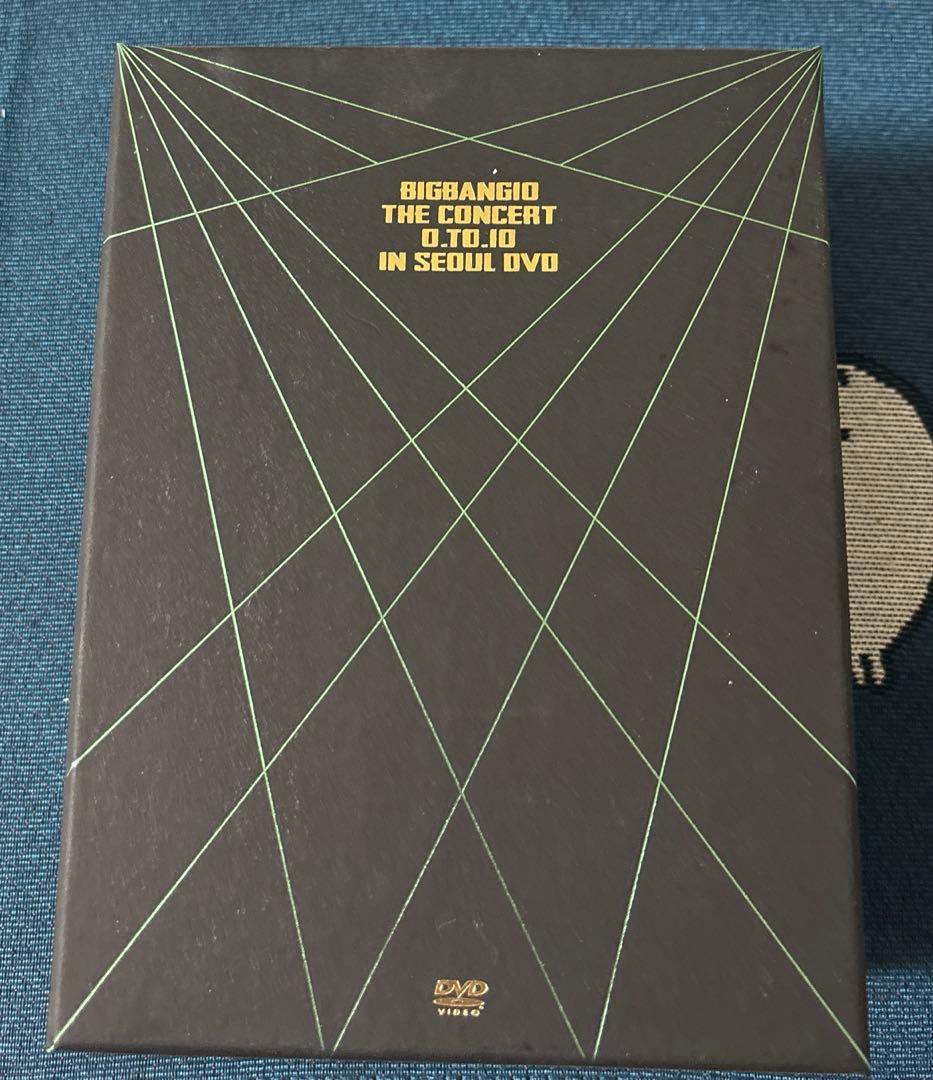 BIGBANG10
THE CONCERT
0.TO.10
IN SEOUL DVD
DVD
VIDEO